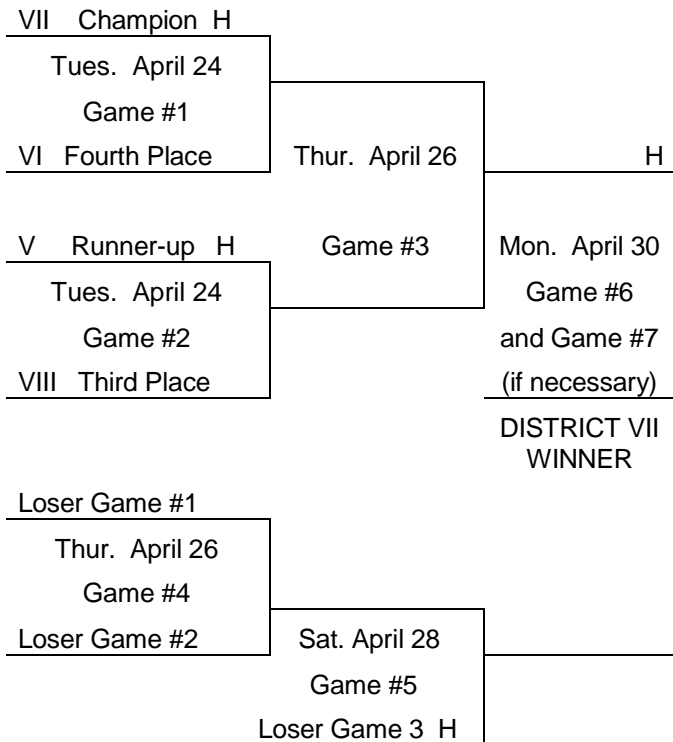 VII Champion H
Tues. April 24
Game #1
VI Fourth Place
Thur. April 26
H
V Runner-up H
Game #3
Mon. April 30
Tues. April 24
Game #6
Game #2
and Game #7
VIII Third Place
(if necessary)
DISTRICT VII
WINNER
Loser Game #1
Thur. April 26
Game #4
Loser Game #2
Sat. April 28
Game #5
Loser Game 3 H